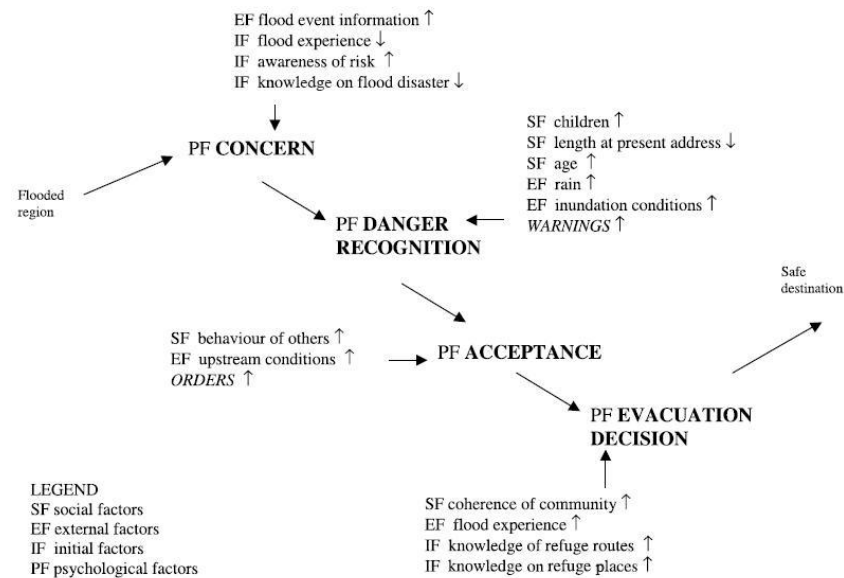 EF flood event information ↑
IF flood experience ↓
IF awareness of risk ↑
IF knowledge on flood disaster ↓
PF CONCERN
SF children ↑
SF length at present address ↓
SF age ↑
EF rain ↑
EF inundation conditions ↑
WARNINGS ↑
Flooded
region
PF DANGER
RECOGNITION
Safe
destination
SF behaviour of others ↑
EF upstream conditions ↑
ORDERS ↑
PF ACCEPTANCE
PF EVACUATION
DECISION
SF coherence of community ↑
EF flood experience ↑
IF knowledge of refuge routes ↑
IF knowledge on refuge places ↑
LEGEND
SF social factors
EF external factors
IF initial factors
PF psychological factors